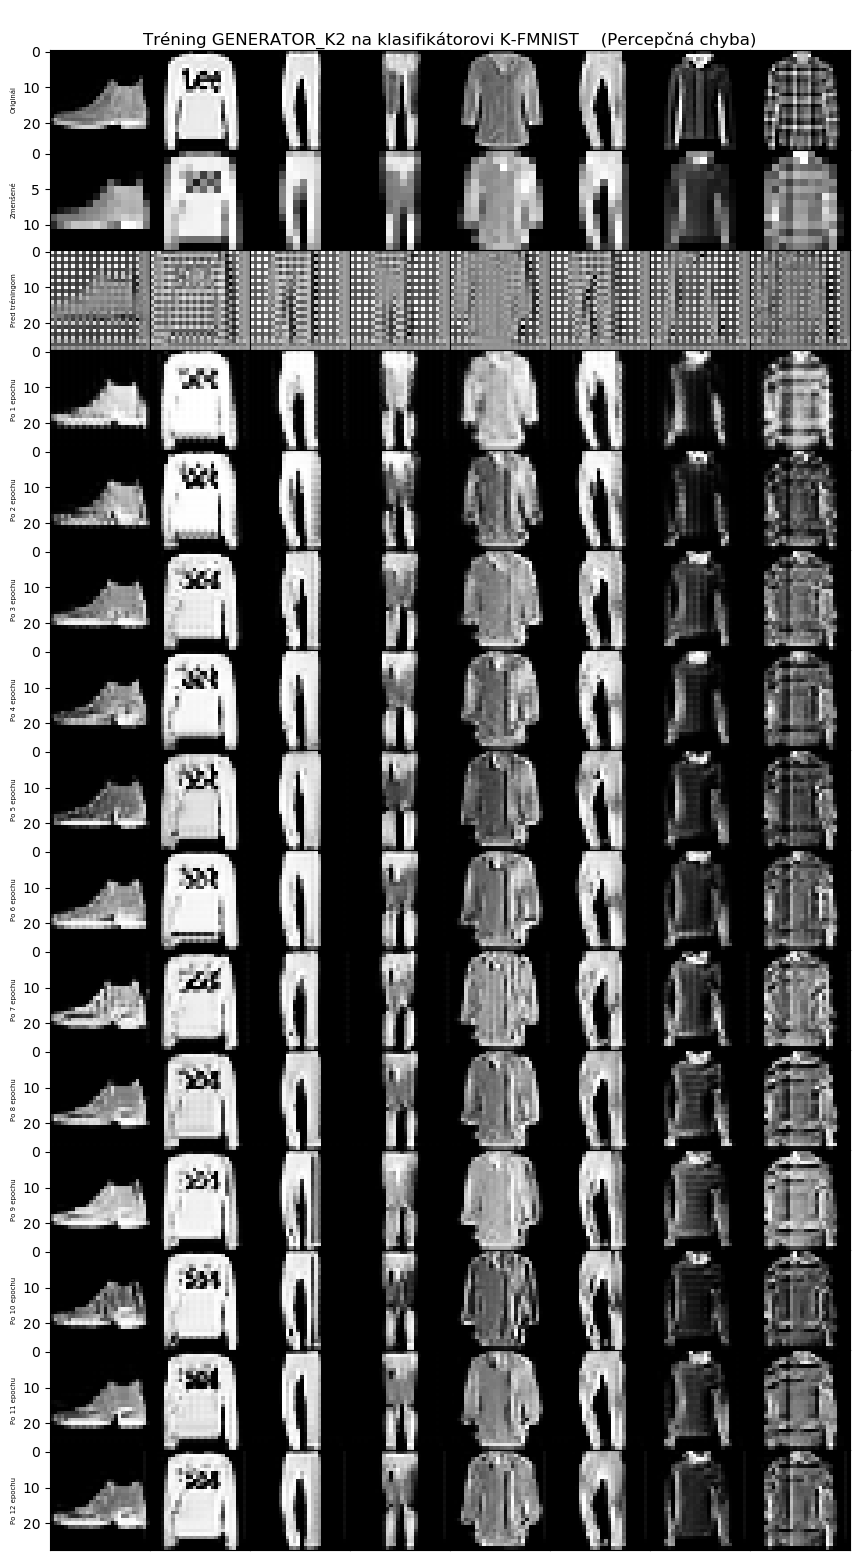 Tréning GENERATOR_K2 na klasifikátorovi K-FMNIST (Percepčná chyba)
0
10
20
Originál
Lee
0
5
10
Zmenšené
0
10
20
Pred tréningom
0
10
20
Po 1 epochu
0
10
20
Po 2 epochu
0
10
20
Po 3 epochu
0
10
20
Po 4 epochu
0
10
20
Po 5 epochu
0
10
20
Po 6 epochu
0
10
20
Po 7 epochu
0
10
20
Po 8 epochu
0
10
20
Po 9 epochu
0
10
20
Po 10 epochu
0
10
20
Po 11 epochu
0
10
20
Po 12 epochu